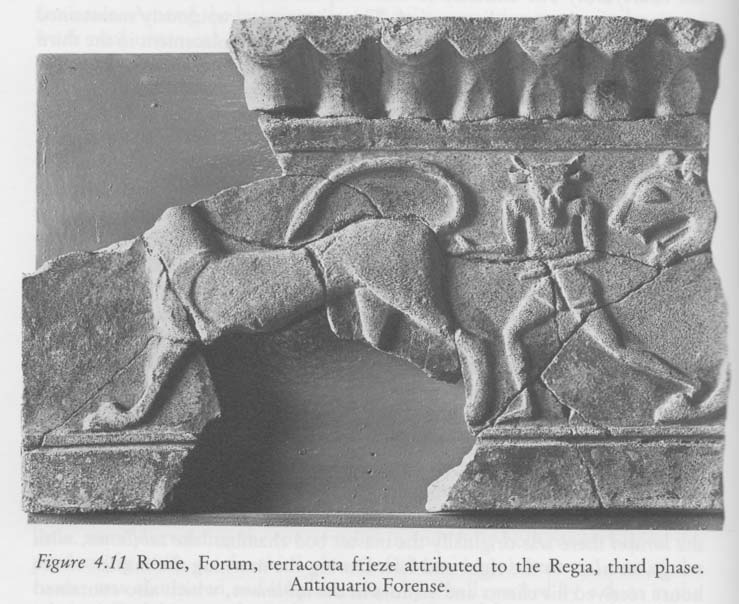 Figure 4.11 Rome, Forum, terracotta frieze attributed to the Regia, third phase.
Antiquario Forense.